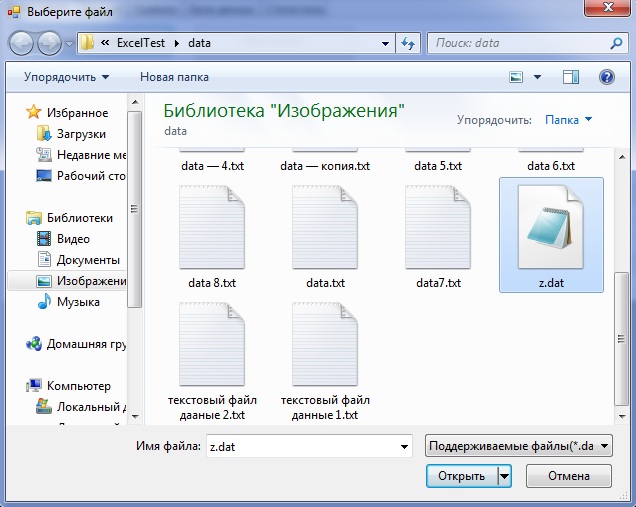 Выберите файл
« ExcelTest data
Поиск: data
Упорядочить Новая папка
Избранное
Загрузки
Недавние ме
Рабочий сто
Библиотеки
Видео
Документы
Изображени
Музыка
Домашняя гру
Компьютер
Локальный д
Библиотека "Изображения"
data
Упорядочить: Папка
data — 4.txt
data — копия.txt
data 5.txt
data 6.txt
data 8.txt
data.txt
data7.txt
z.dat
текстовый файл
даание 2.txt
текстовый файл
данные 1.txt
Имя файла: z.dat
Поддерживаемые файлы(*.da
Открыть
Отмена